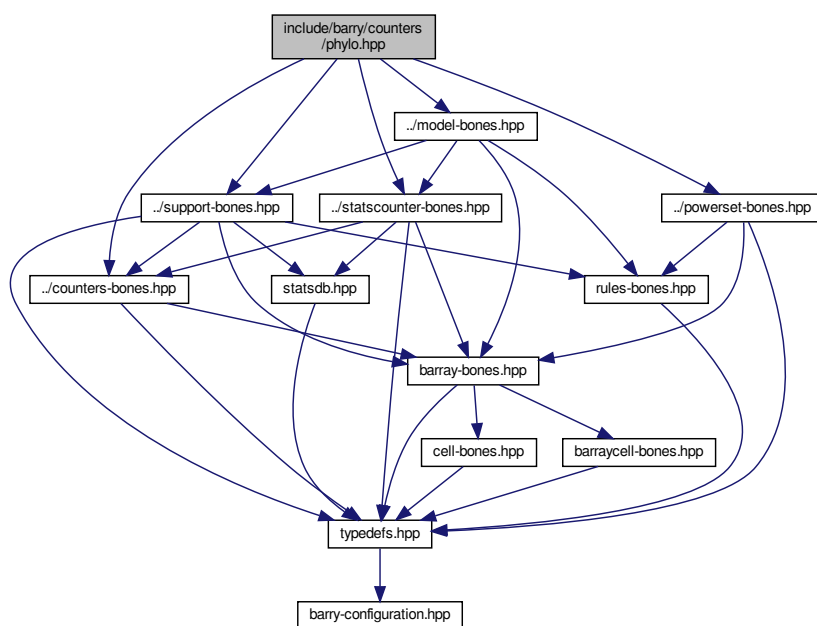 include/barry/counters
/phylo.hpp
../model-bones.hpp
../support-bones.hpp
../statscounter-bones.hpp
../powerset-bones.hpp
../counters-bones.hpp
statsdb.hpp
rules-bones.hpp
barray-bones.hpp
cell-bones.hpp
barraycell-bones.hpp
typedefs.hpp
barry-configuration.hpp